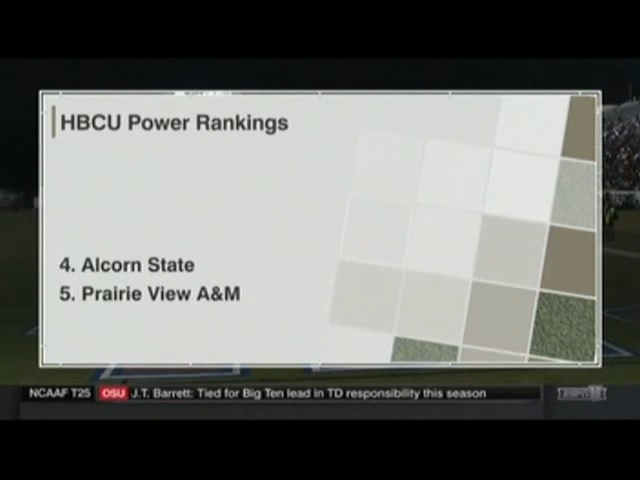 HBCU Power Rankings
4. Alcorn State
5. Prairie View A&M
NCAAF T25 OSU J.T. Barrett: Tied for Big Ten lead in TD responsibility this season